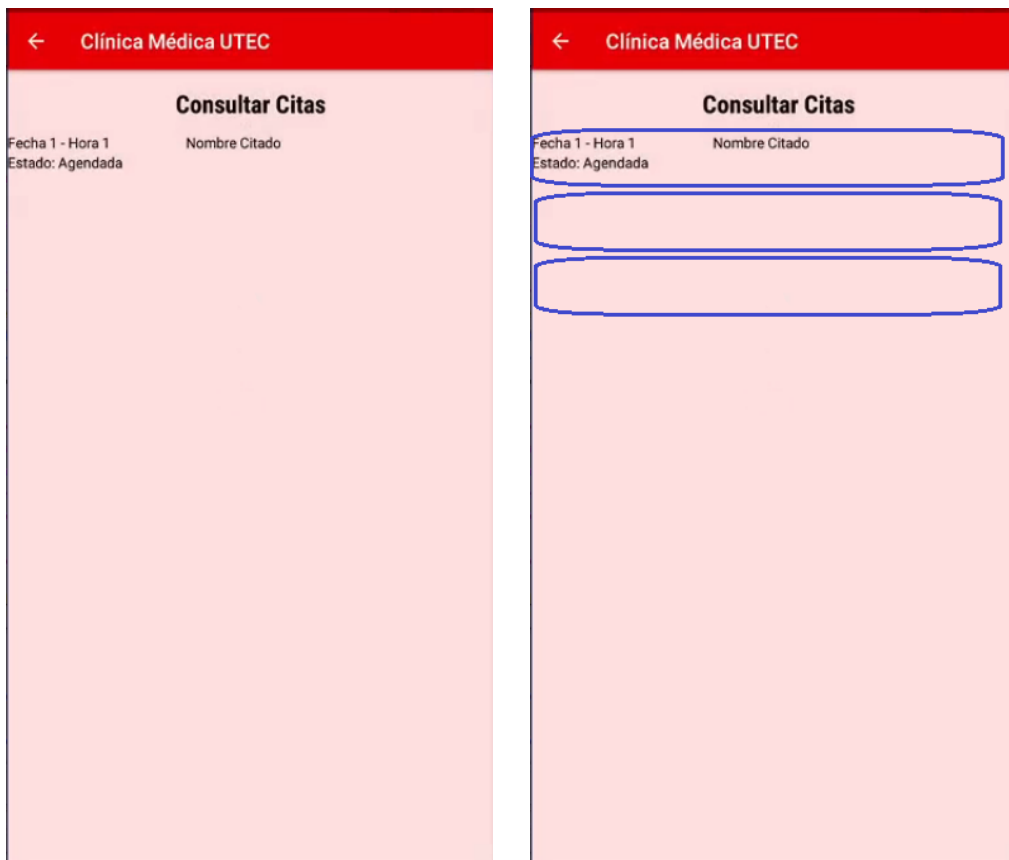 Clínica Médica UTEC
Consultar Citas
Fecha 1 - Hora 1 Nombre Citado
Estado: Agendada
Clínica Médica UTEC
Consultar Citas
Fecha 1 - Hora 1 Nombre Citado
Estado: Agendada